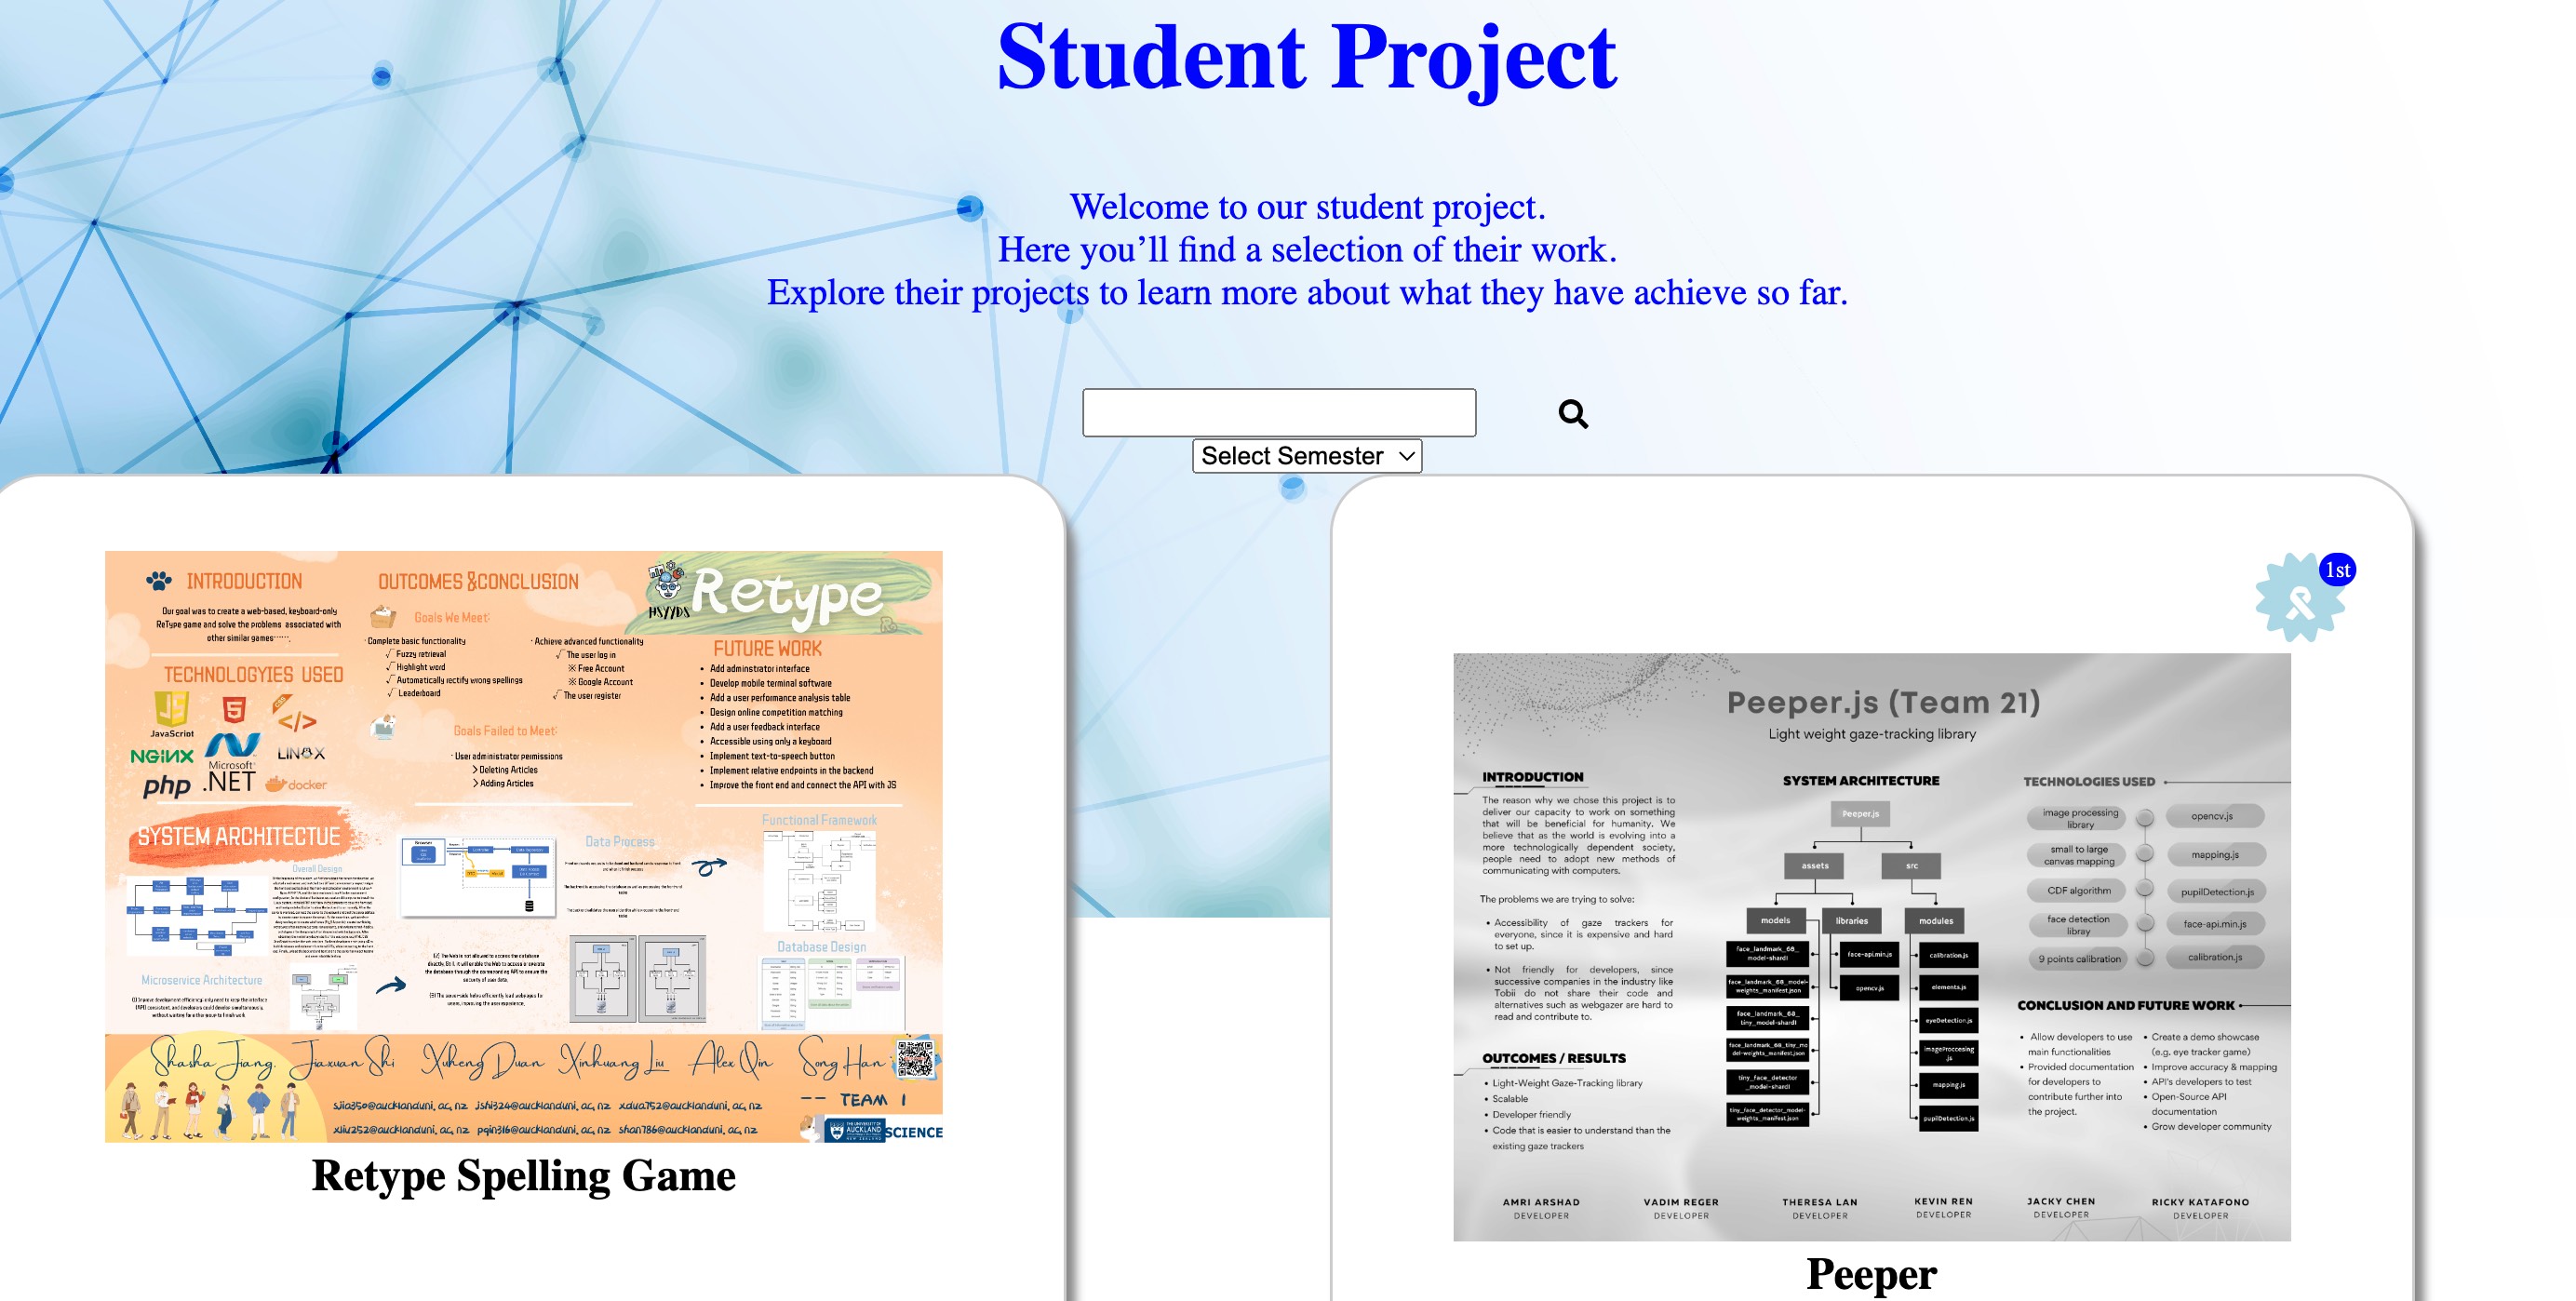 Student Project
Welcome to our student project.
Here you’ll find a selection of their work.
Explore their projects to learn more about what they have achieve so far.
Select Semester
INTRODUCTION
Our goal was to create a web-based, keyboard-only
ReType game and solve the problems associated with
other similar games······.
TECHNOLOGYIES USED
JS
JavaScript
5
CSS
</>
NGiNX
Microsoft®
.NET
LINUX
php
docker
OUTCOMES &CONCLUSION
Goals We Meet:
· Complete basic functionality
√ Fuzzy retrieval
√ Highlight word
√ Automatically rectify wrong spellings
√ Leaderboard
· Achieve advanced functionality
√ The user log in
※ Free Account
※ Google Account
√ The user register
Goals Failed to Meet:
· User administrator permissions
> Deleting Articles
> Adding Articles
HSYYDS
Retype
FUTURE WORK
• Add adminstrator interface
• Develop mobile terminal software
• Add a user performance analysis table
• Design online competition matching
• Add a user feedback interface
• Accessible using only a keyboard
• Implement text-to-speech button
• Implement relative endpoints in the backend
• Improve the front end and connect the API with JS
SYSTEM ARCHITECTUE
Overall Design
Data Process
Functional Framework
Microservice Architecture
Database Design
Shasha Jiang. Jiaxuan Shi Xuheng Duan Xinhuang Liu Alex Qin Song Han
-- TEAM 1
sjia350@aucklanduni.ac.nz jshi324@aucklanduni.ac.nz xdua752@aucklanduni.ac.nz
xliu252@aucklanduni.ac.nz pqin316@aucklanduni.ac.nz shan786@aucklanduni.ac.nz
SCIENCE
Retype Spelling Game
1st
Peeper.js (Team 21)
Light weight gaze-tracking library
INTRODUCTION
The reason why we chose this project is to
deliver our capacity to work on something
that will be beneficial for humanity. We
believe that as the world is evolving into a
more technologically dependent society,
people need to adopt new methods of
communicating with computers.
The problems we are trying to solve:
• Accessibility of gaze trackers for
everyone, since it is expensive and hard
to set up.
• Not friendly for developers, since
successive companies in the industry like
Tobii do not share their code and
alternatives such as webgazer are hard to
read and contribute to.
OUTCOMES / RESULTS
• Light-Weight Gaze-Tracking library
• Scalable
• Developer friendly
• Code that is easier to understand than the
existing gaze trackers
SYSTEM ARCHITECTURE
Peeper.js
assets
src
models
libraries
modules
face_landmark_68_
model-shard1
face_landmark_68_model-
weights_manifest.json
face_landmark_68_
tiny_model-shard1
face_landmark_68_tiny_mo
del-weights_manifest.json
tiny_face_detector
_model-shard1
tiny_face_detector_model-
weights_manifest.json
face-api.min.js
opencv.js
calibration.js
elements.js
eyeDetection.js
imageProccesing
.js
mapping.js
pupilDetection.js
TECHNOLOGIES USED
image processing
library
opencv.js
small to large
canvas mapping
mapping.js
CDF algorithm
pupilDetection.js
face detection
libray
face-api.min.js
9 points calibration
calibration.js
CONCLUSION AND FUTURE WORK
• Allow developers to use
main functionalities
• Provided documentation
for developers to
contribute further into
the project.
• Create a demo showcase
(e.g. eye tracker game)
• Improve accuracy & mapping
• API's developers to test
• Open-Source API
documentation
• Grow developer community
AMRI ARSHAD
DEVELOPER
VADIM REGER
DEVELOPER
THERESA LAN
DEVELOPER
KEVIN REN
DEVELOPER
JACKY CHEN
DEVELOPER
RICKY KATAFONO
DEVELOPER
Peeper